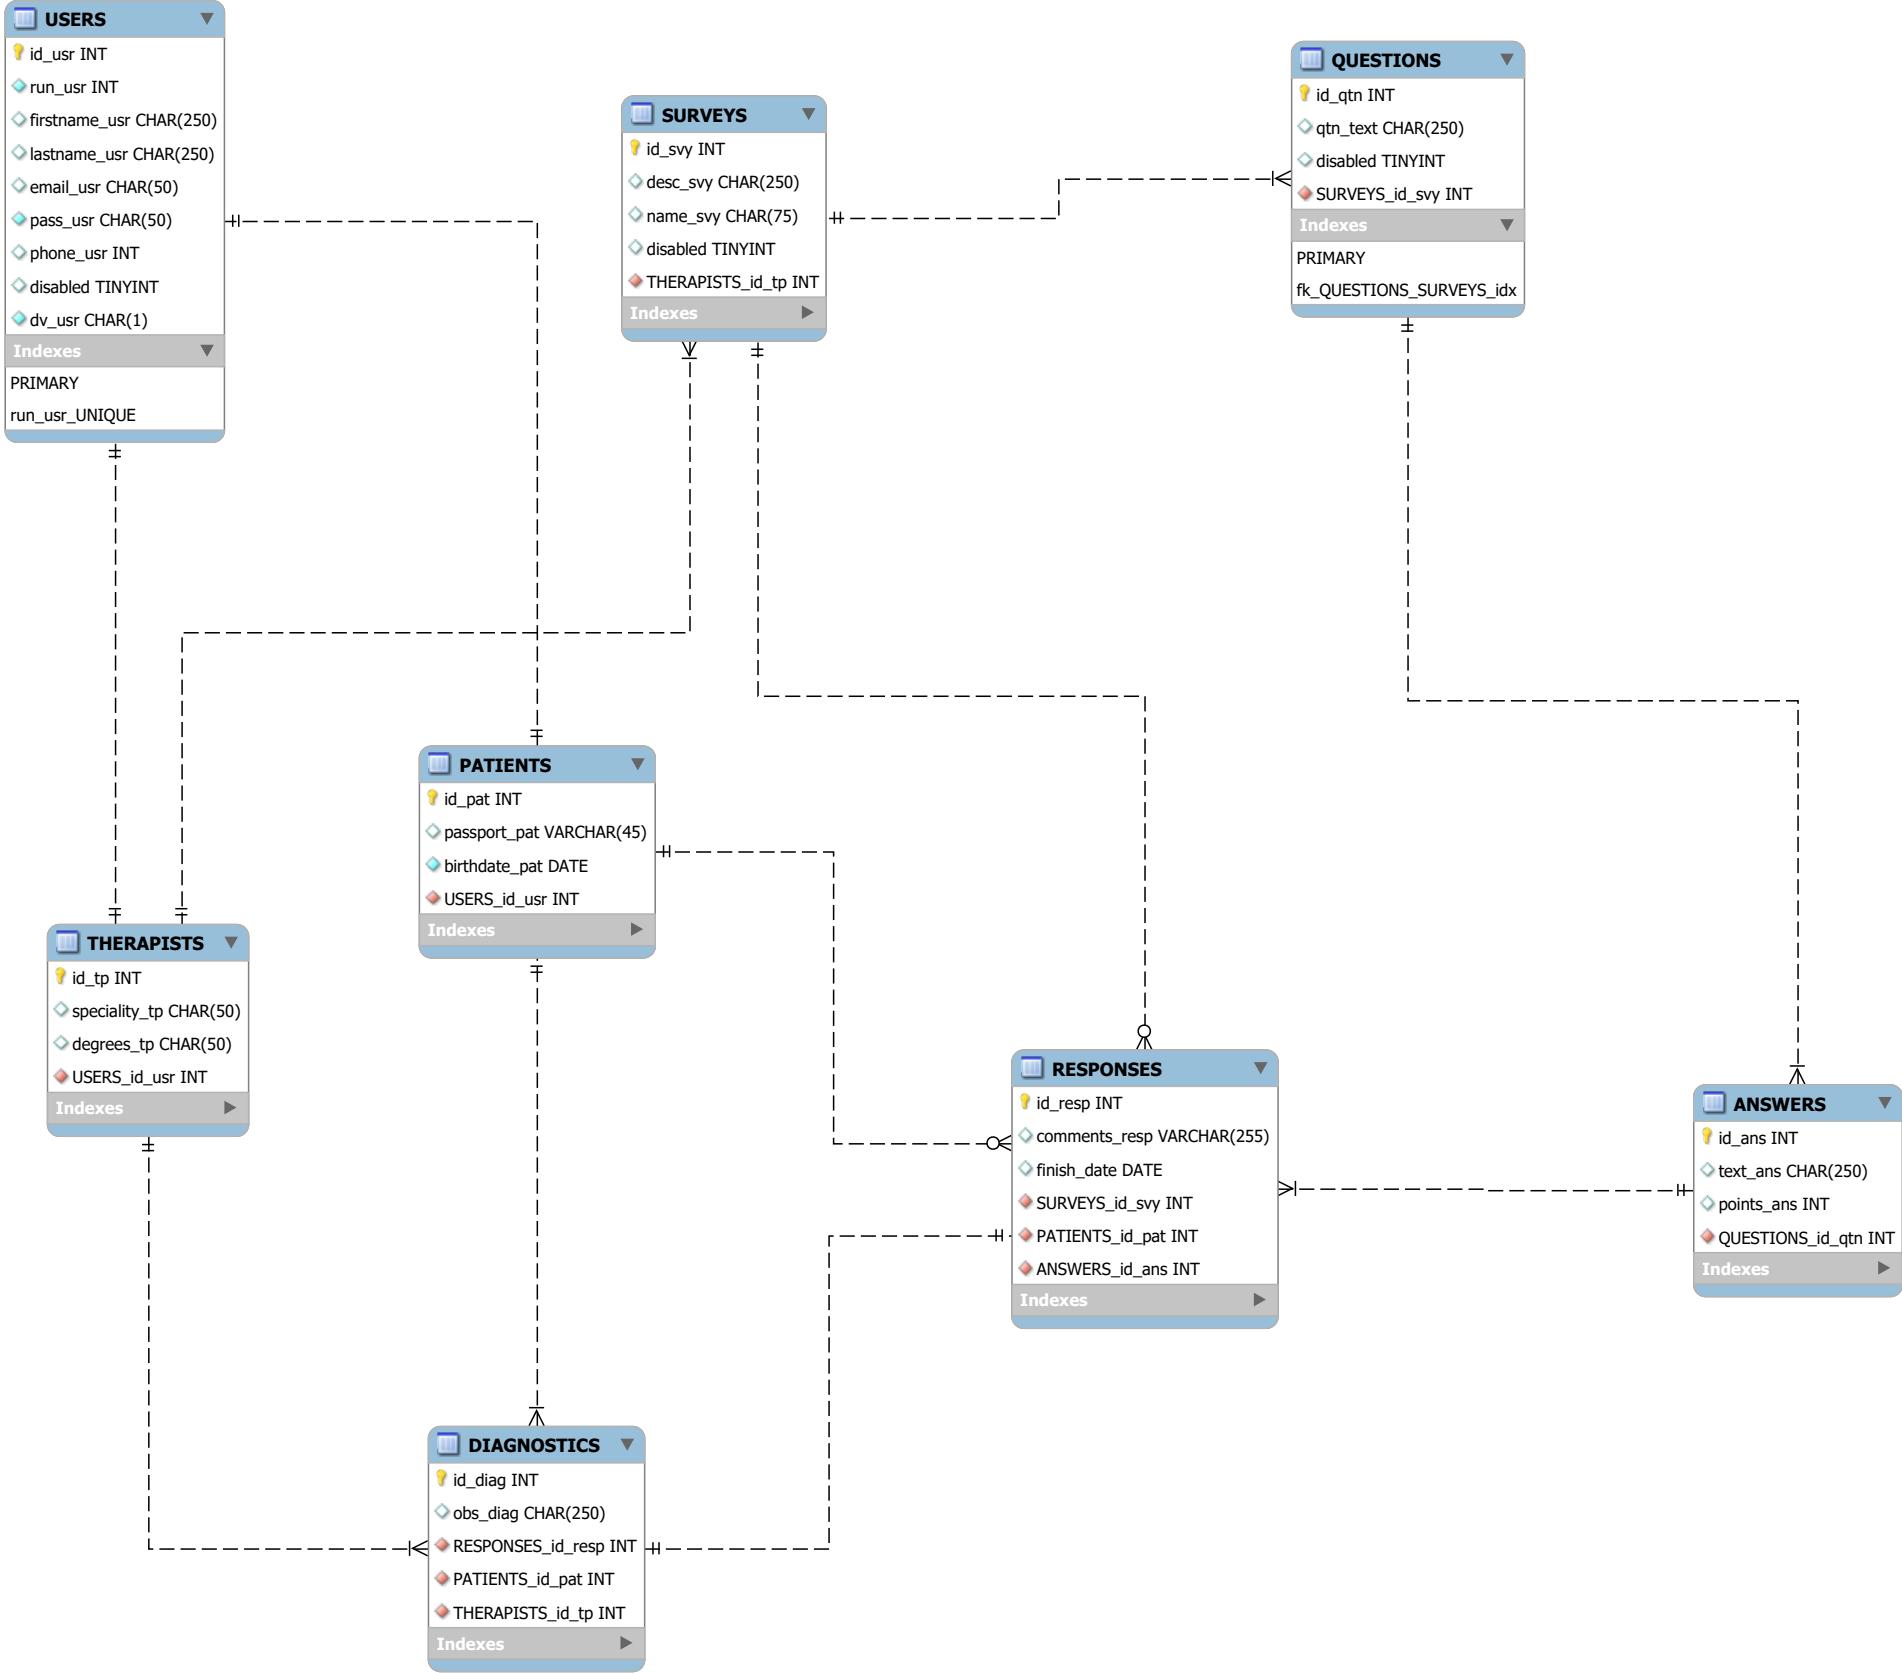 USERS
id_usr INT
run_usr INT
firstname_usr CHAR(250)
lastname_usr CHAR(250)
email_usr CHAR(50)
pass_usr CHAR(50)
phone_usr INT
disabled TINYINT
dv_usr CHAR(1)
Indexes
PRIMARY
run_usr_UNIQUE
SURVEYS
id_svy INT
desc_svy CHAR(250)
name_svy CHAR(75)
disabled TINYINT
THERAPISTS_id_tp INT
Indexes
QUESTIONS
id_qtn INT
qtn_text CHAR(250)
disabled TINYINT
SURVEYS_id_svy INT
Indexes
PRIMARY
fk_QUESTIONS_SURVEYS_idx
PATIENTS
id_pat INT
passport_pat VARCHAR(45)
birthdate_pat DATE
USERS_id_usr INT
Indexes
THERAPISTS
id_tp INT
speciality_tp CHAR(50)
degrees_tp CHAR(50)
USERS_id_usr INT
Indexes
RESPONSES
id_resp INT
comments_resp VARCHAR(255)
finish_date DATE
SURVEYS_id_svy INT
PATIENTS_id_pat INT
ANSWERS_id_ans INT
Indexes
ANSWERS
id_ans INT
text_ans CHAR(250)
points_ans INT
QUESTIONS_id_qtn INT
Indexes
DIAGNOSTICS
id_diag INT
obs_diag CHAR(250)
RESPONSES_id_resp INT
PATIENTS_id_pat INT
THERAPISTS_id_tp INT
Indexes